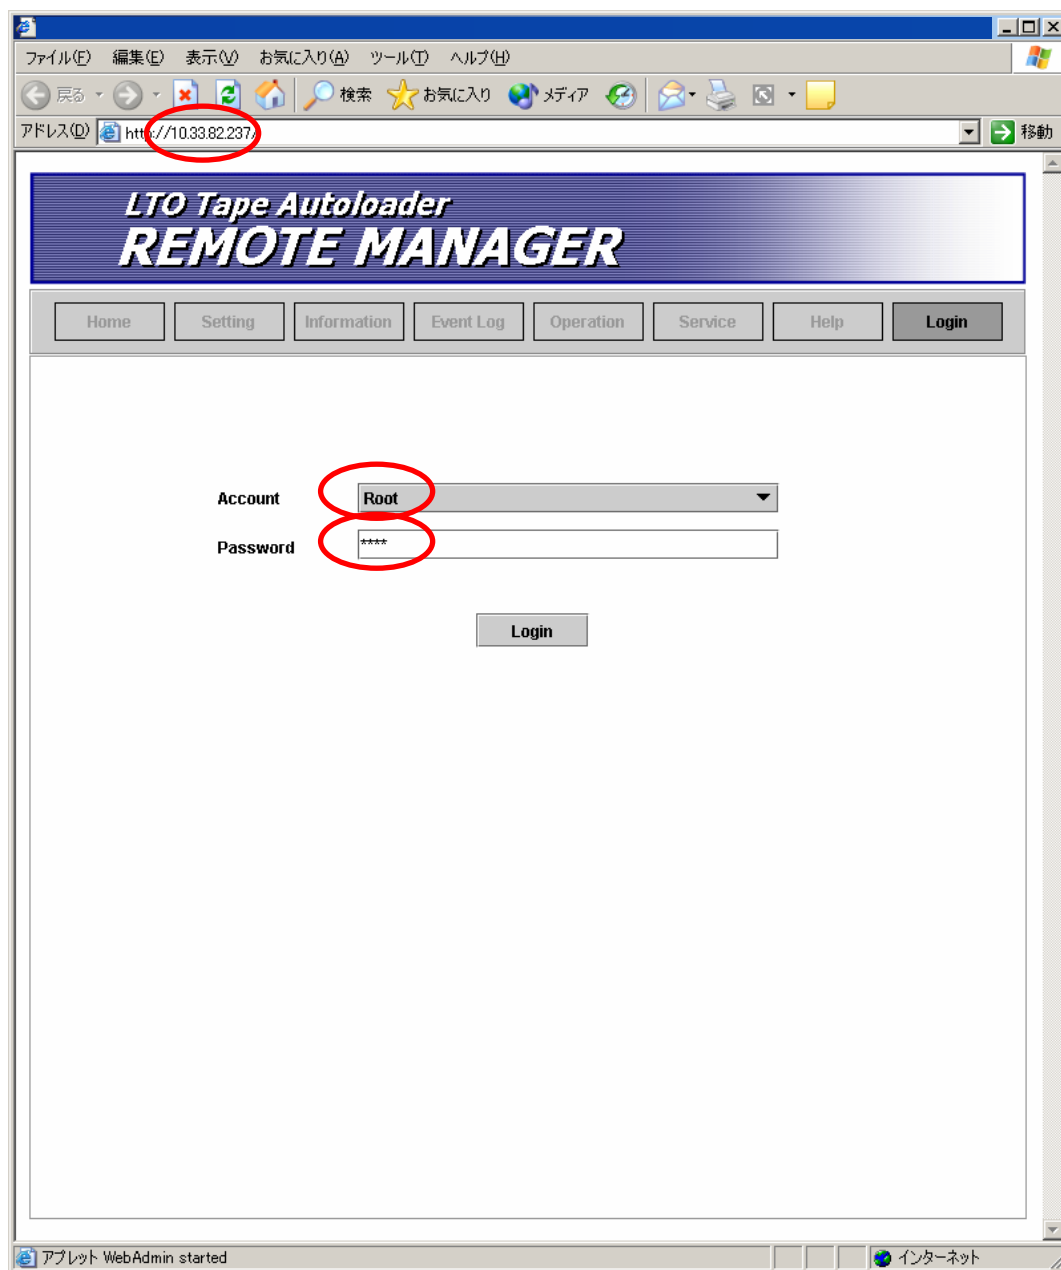 ファイル(F) 編集(E) 表示(V) お気に入り(A) ツール(T) ヘルプ(H)
戻る 検索 お気に入り メディア
アドレス(D) http://10.33.82.237/ 移動
LTO Tape Autoloader
REMOTE MANAGER
Home Setting Information Event Log Operation Service Help Login
Account Root
Password ****
Login
アプレット WebAdmin started インターネット